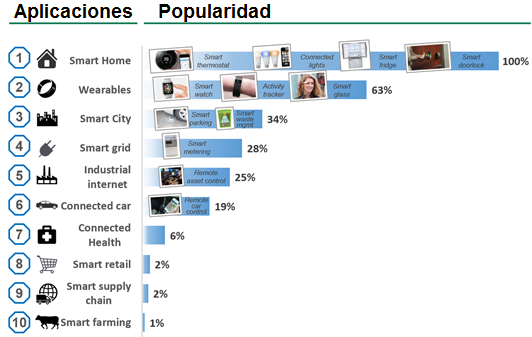 Aplicaciones Popularidad
1 Smart Home Smart thermostat Connected lights Smart fridge Smart doorlock 100%
2 Wearables Smart watch Activity tracker Smart glass 63%
3 Smart City Smart parking Smart waste mgmt 34%
4 Smart grid Smart metering 28%
5 Industrial internet Remote asset control 25%
6 Connected car Remote car control 19%
7 Connected Health 6%
8 Smart retail 2%
9 Smart supply chain 2%
10 Smart farming 1%